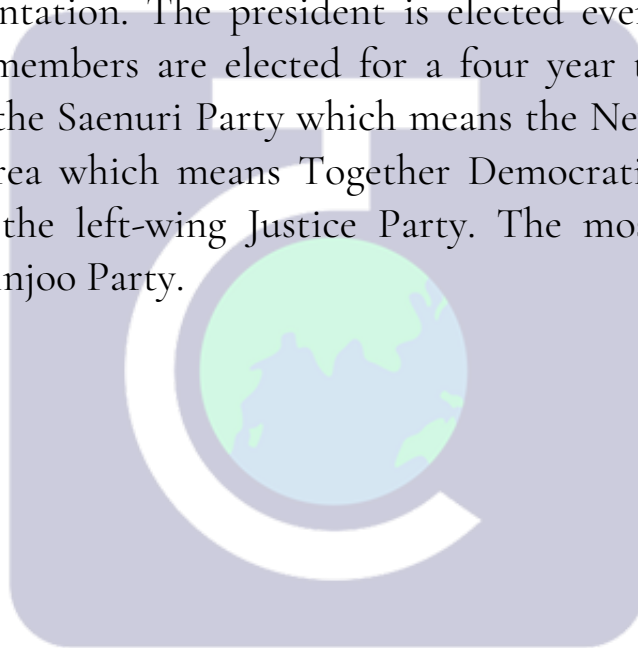 ntation. The president is elected ever
members are elected for a four year t
the Saenuri Party which means the Ne
rea which means Together Democrati
the left-wing Justice Party. The mos
njoo Party.